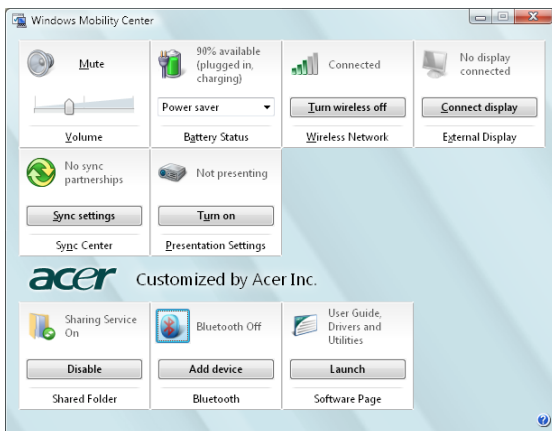 Windows Mobility Center
Mute
Volume
90% available
(plugged in,
charging)
Power saver
Battery Status
Connected
Turn wireless off
Wireless Network
No display
connected
Connect display
External Display
No sync
partnerships
Sync settings
Sync Center
Not presenting
Turn on
Presentation Settings
acer Customized by Acer Inc.
Sharing Service
On
Disable
Shared Folder
Bluetooth Off
Add device
Bluetooth
User Guide,
Drivers and
Utilities
Launch
Software Page